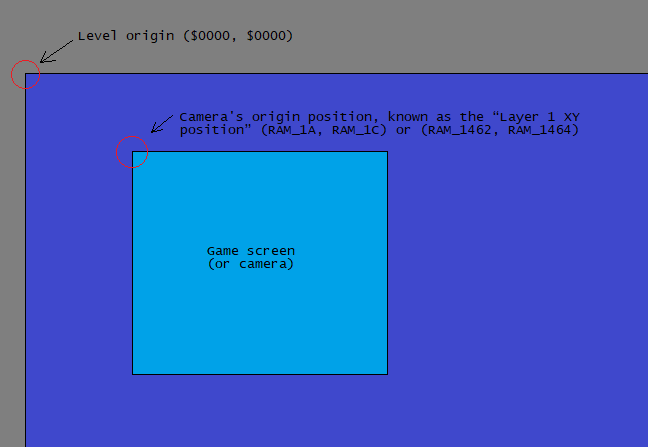 Level origin ($0000, $0000)
Camera's origin position, known as the “Layer 1 XY
position” (RAM_1A, RAM_1C) or (RAM_1462, RAM_1464)
Game screen
(or camera)